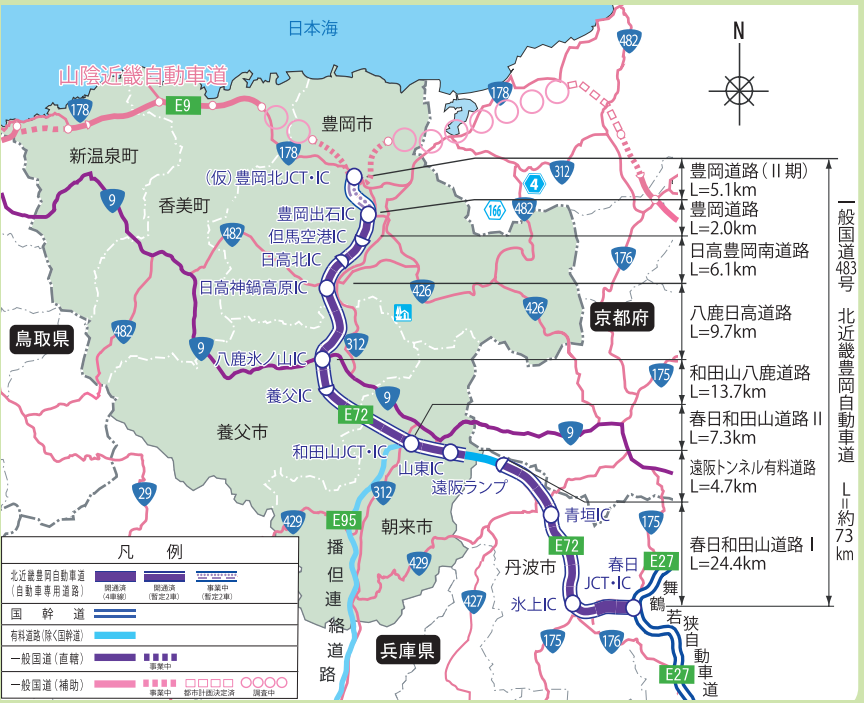 日本海
N
山陰近畿自動車道
E9
178
482
178
豊岡市
178
新温泉町
(仮)豊岡北JCT・IC
312
4
166
482
9
香美町
豊岡出石IC
但馬空港IC
482
日高北IC
176
日高神鍋高原IC
426
426
京都府
鳥取県
482
9
312
八鹿氷ノ山IC
175
養父IC
9
E72
養父市
9
和田山JCT・IC
山東IC
遠阪ランプ
312
29
429
E95
朝来市
青垣IC
175
E72
429
播但連絡道路
丹波市
春日
JCT・IC
E27
427
氷上IC
舞鶴若狭自動車道
175
176
兵庫県
E27
豊岡道路(II期)
L=5.1km
豊岡道路
L=2.0km
日高豊岡南道路
L=6.1km
八鹿日高道路
L=9.7km
和田山八鹿道路
L=13.7km
春日和田山道路II
L=7.3km
遠阪トンネル有料道路
L=4.7km
春日和田山道路I
L=24.4km
一般国道483号 北近畿豊岡自動車道 L=約73km
凡例
北近畿豊岡自動車道
(自動車専用道路)
開通済
(4車線)
開通済
(暫定2車)
事業中
(暫定2車)
国幹道
有料道路(除く国幹道)
一般国道(直轄)
事業中
一般国道(補助)
事業中
都市計画決定済
調査中